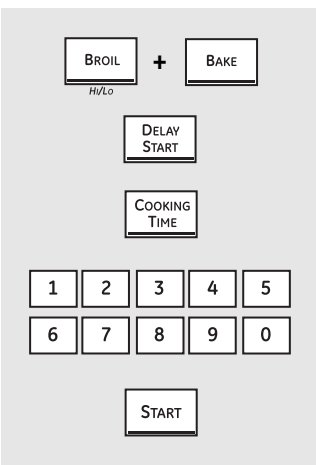 BROIL + BAKE
HI/LO
DELAY
START
COOKING
TIME
1 2 3 4 5
6 7 8 9 0
START